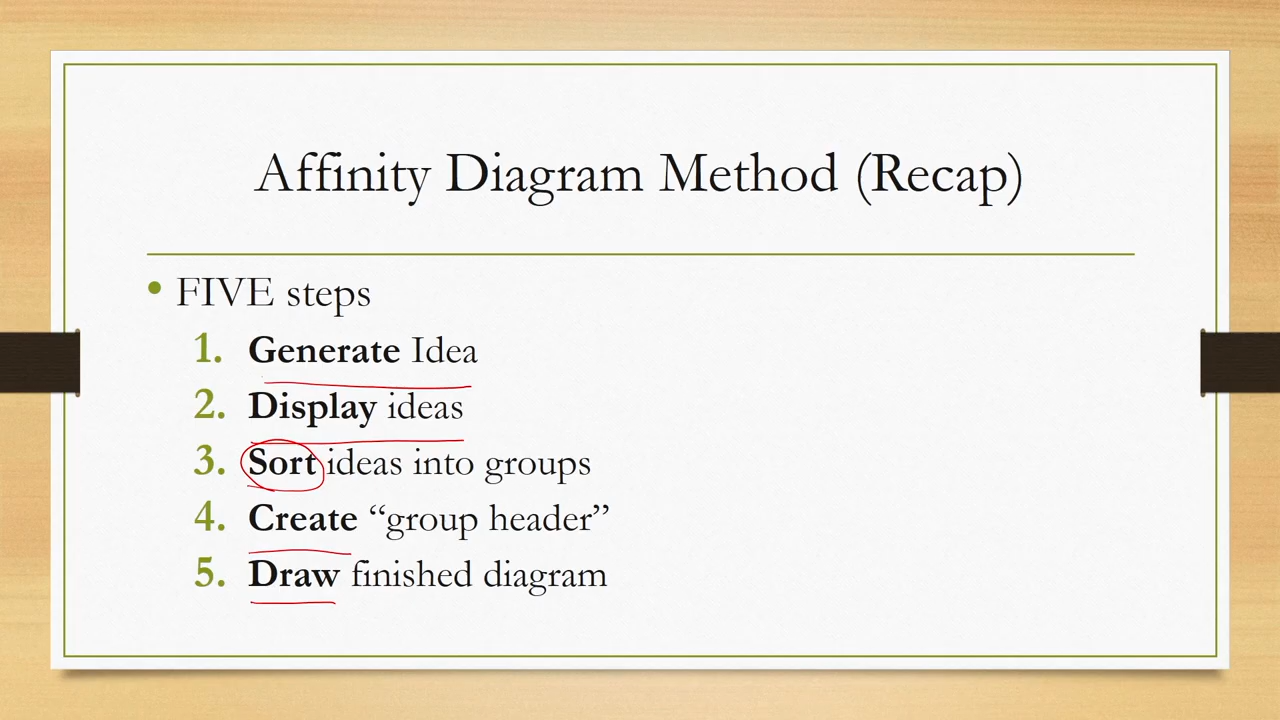 Affinity Diagram Method (Recap)
• FIVE steps
1. Generate Idea
2. Display ideas
3. Sort ideas into groups
4. Create “group header”
5. Draw finished diagram